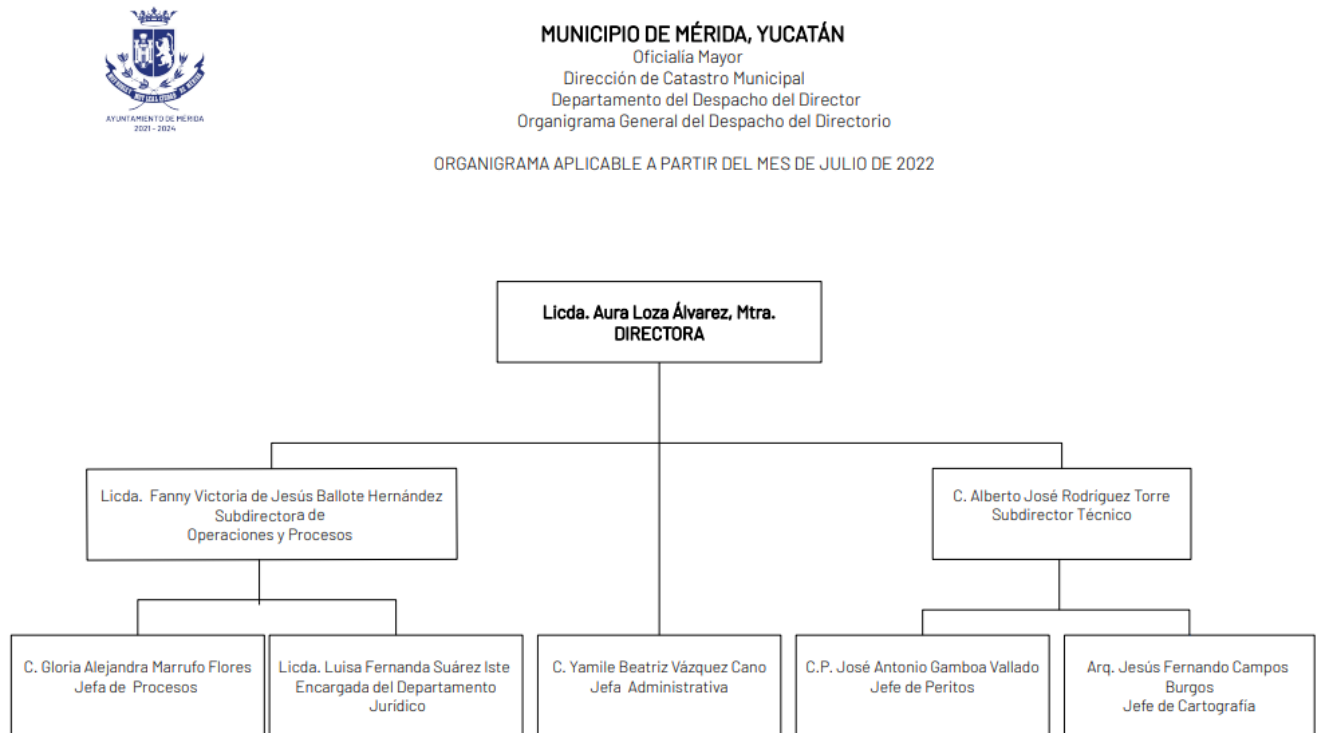 MUNICIPIO DE MÉRIDA, YUCATÁN
Oficialía Mayor
Dirección de Catastro Municipal
Departamento del Despacho del Director
Organigrama General del Despacho del Directorio
AYUNTAMIENTO DE MÉRIDA
2021 - 2024
ORGANIGRAMA APLICABLE A PARTIR DEL MES DE JULIO DE 2022
Licda. Aura Loza Álvarez, Mtra.
DIRECTORA
Licda. Fanny Victoria de Jesús Ballote Hernández
Subdirectora de
Operaciones y Procesos
C. Alberto José Rodríguez Torre
Subdirector Técnico
C. Gloria Alejandra Marrufo Flores
Jefa de Procesos
Licda. Luisa Fernanda Suárez Iste
Encargada del Departamento
Jurídico
C. Yamile Beatriz Vázquez Cano
Jefa Administrativa
C.P. José Antonio Gamboa Vallado
Jefe de Peritos
Arq. Jesús Fernando Campos
Burgos
Jefe de Cartografía